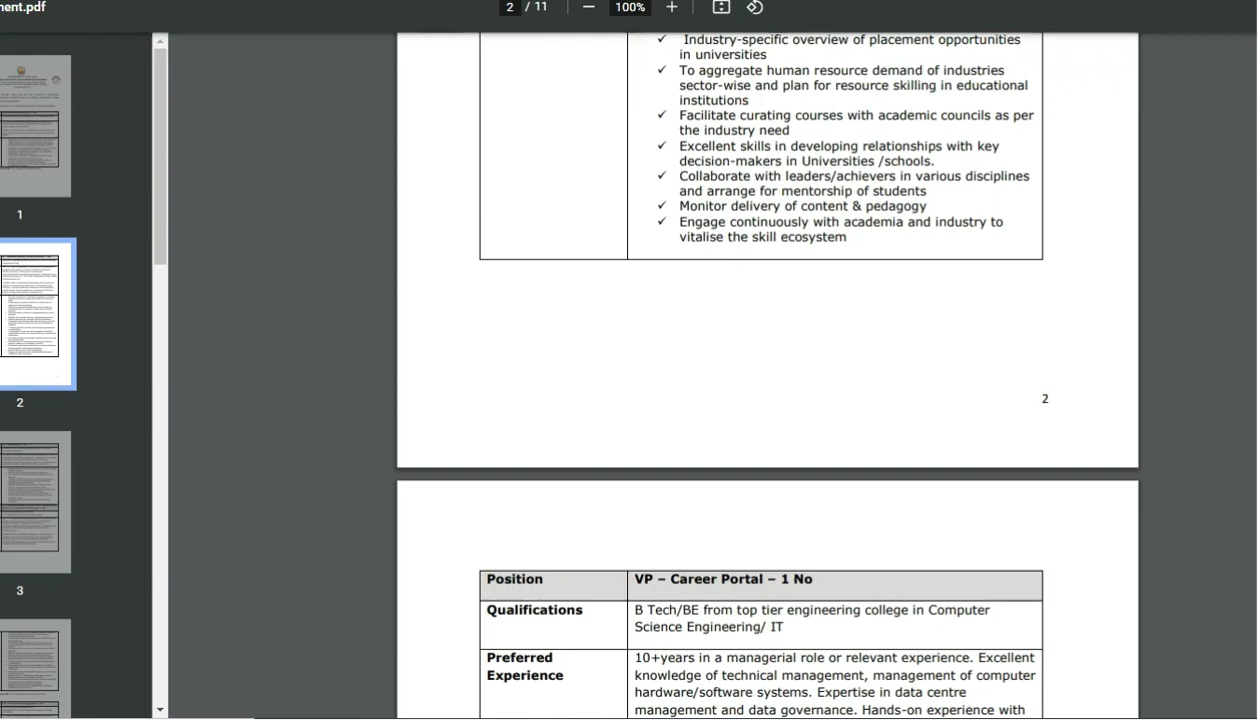 nent.pdf
2 / 11
100%
✓ Industry-specific overview of placement opportunities
in universities
✓ To aggregate human resource demand of industries
sector-wise and plan for resource skilling in educational
institutions
✓ Facilitate curating courses with academic councils as per
the industry need
✓ Excellent skills in developing relationships with key
decision-makers in Universities /schools.
✓ Collaborate with leaders/achievers in various disciplines
and arrange for mentorship of students
✓ Monitor delivery of content & pedagogy
✓ Engage continuously with academia and industry to
vitalise the skill ecosystem
2
Position VP – Career Portal – 1 No
Qualifications B Tech/BE from top tier engineering college in Computer
Science Engineering/ IT
Preferred 10+years in a managerial role or relevant experience. Excellent
Experience knowledge of technical management, management of computer
hardware/software systems. Expertise in data centre
management and data governance. Hands-on experience with
1
2
3